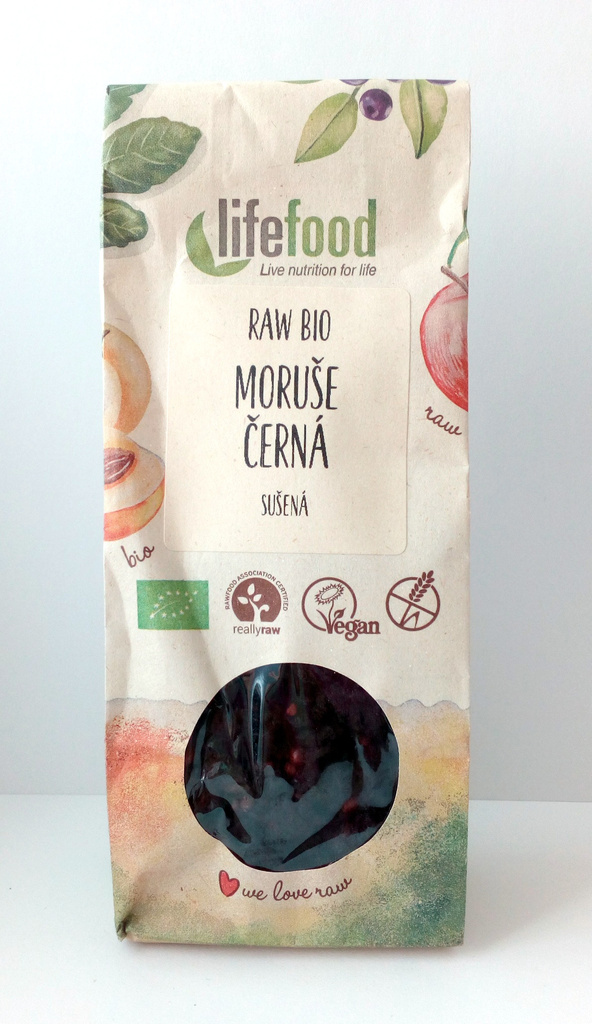 lifefood
Live nutrition for life
RAW BIO
MORUŠE
ČERNÁ
SUŠENÁ
raw
bio
RAWFOOD ASSOCIATION CERTIFIED
reallyraw
Vegan
we love raw